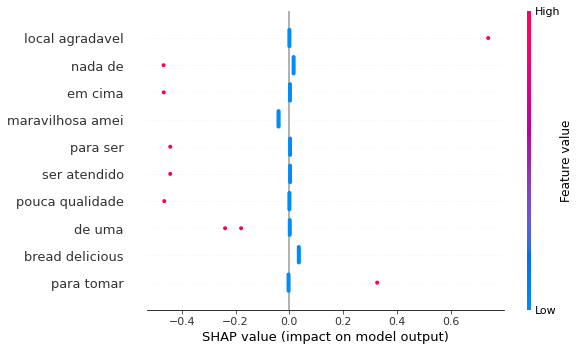 High
local agradavel
nada de
em cima
maravilhosa amei
para ser
ser atendido
pouca qualidade
de uma
bread delicious
para tomar
Feature value
Low
−0.4 −0.2 0.0 0.2 0.4 0.6
SHAP value (impact on model output)